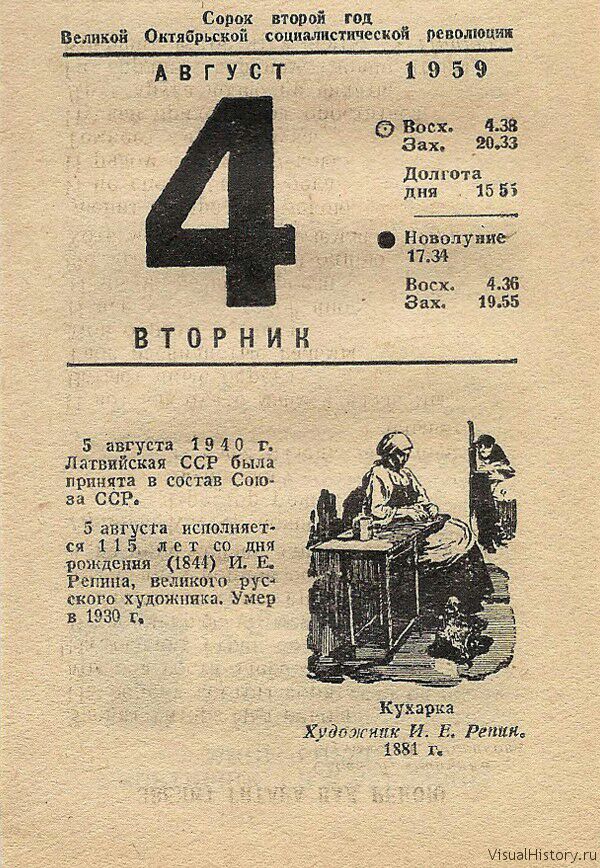 Сорок второй год
Великой Октябрьской социалистической революции
АВГУСТ 1959
4
Восх. 4.38
Зах. 20.33
Долгота
дня 15 55
Новолуние
17.34
Восх. 4.36
Зах. 19.55
ВТОРНИК
5 августа 1940 г.
Латвийская ССР была
принята в состав Сою-
за ССР.
5 августа исполняет-
ся 115 лет со дня
рождения (1844) И. Е.
Репина, великого рус-
ского художника. Умер
в 1930 г.
Кухарка
Художник И. Е. Репин.
1881 г.
VisualHistory.ru